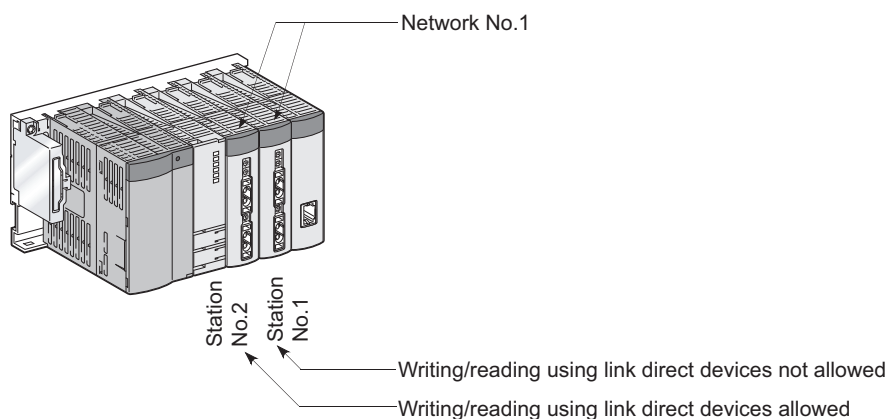 Network No.1
Station
No.2
Station
No.1
Writing/reading using link direct devices not allowed
Writing/reading using link direct devices allowed